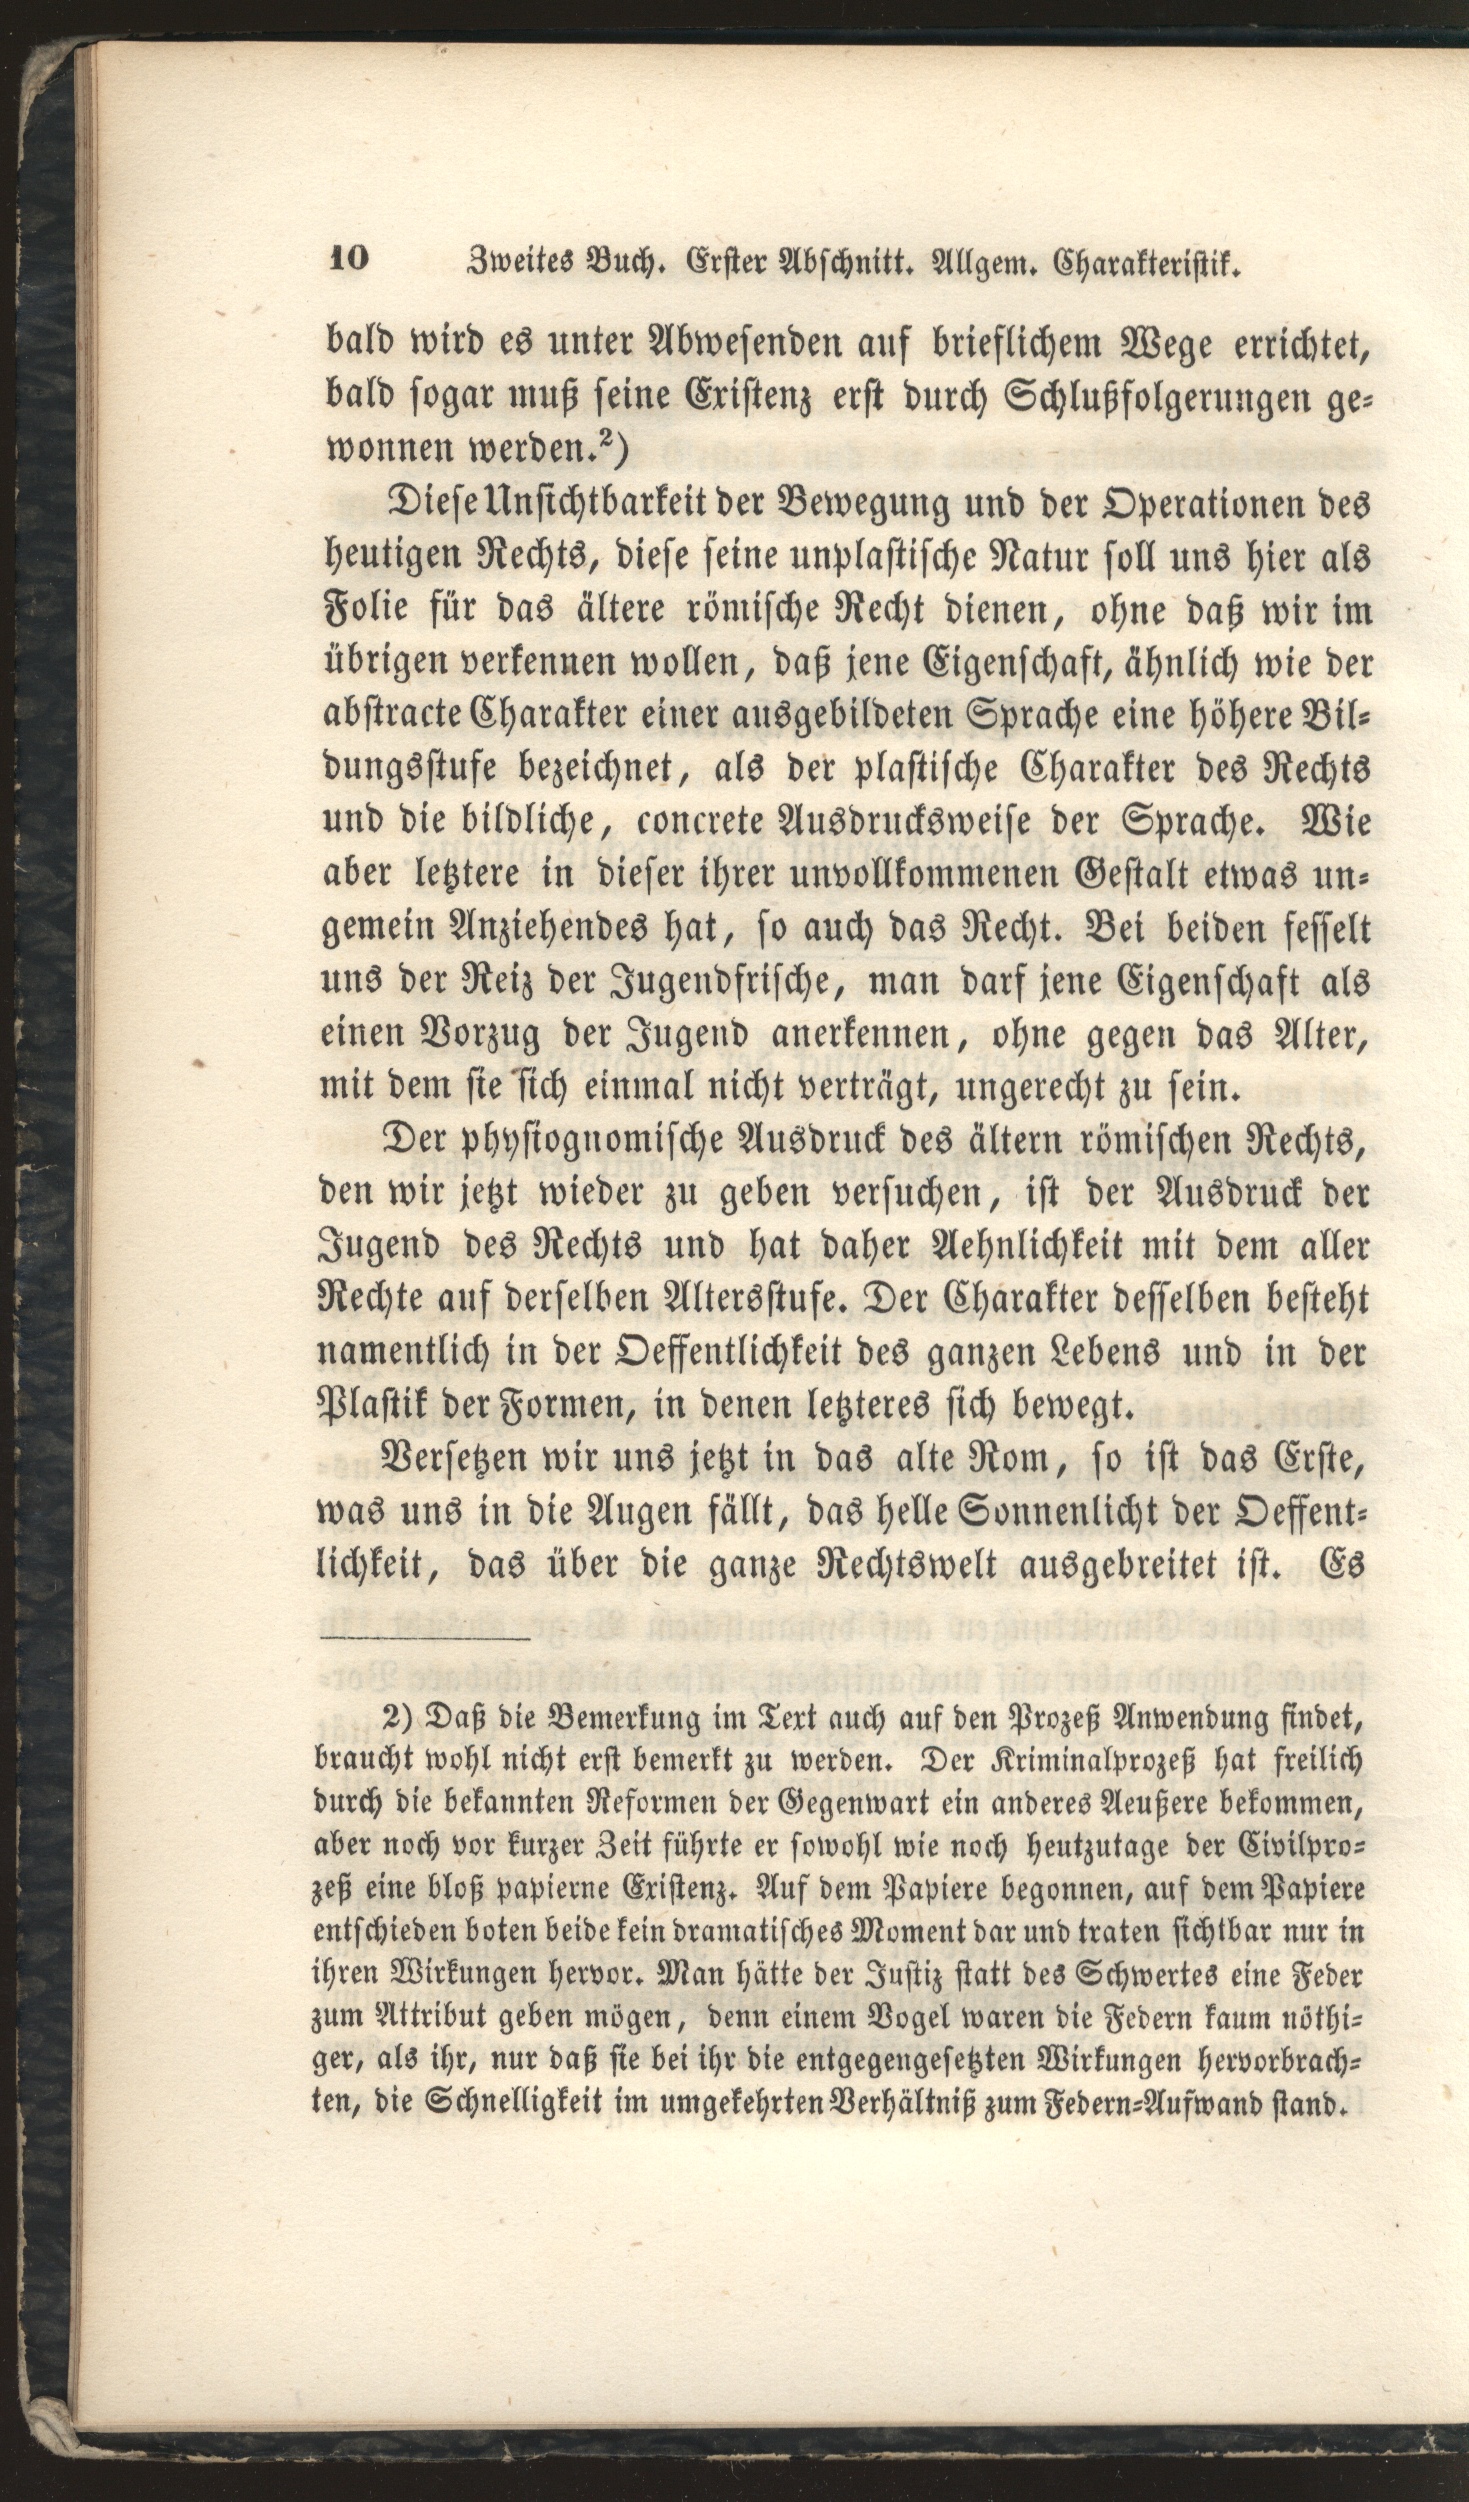 10 Zweites Buch. Erster Abschnitt. Allgem. Charakteristik.
bald wird es unter Abwesenden auf brieflichem Wege errichtet,
bald sogar muß seine Existenz erst durch Schlußfolgerungen ge-
wonnen werden.²)
Diese Unsichtbarkeit der Bewegung und der Operationen des
heutigen Rechts, diese seine unplastische Natur soll uns hier als
Folie für das ältere römische Recht dienen, ohne daß wir im
übrigen verkennen wollen, daß jene Eigenschaft, ähnlich wie der
abstracte Charakter einer ausgebildeten Sprache eine höhere Bil-
dungsstufe bezeichnet, als der plastische Charakter des Rechts
und die bildliche, concrete Ausdrucksweise der Sprache. Wie
aber letztere in dieser ihrer unvollkommenen Gestalt etwas un-
gemein Anziehendes hat, so auch das Recht. Bei beiden fesselt
uns der Reiz der Jugendfrische, man darf jene Eigenschaft als
einen Vorzug der Jugend anerkennen, ohne gegen das Alter,
mit dem sie sich einmal nicht verträgt, ungerecht zu sein.
Der physiognomische Ausdruck des ältern römischen Rechts,
den wir jetzt wieder zu geben versuchen, ist der Ausdruck der
Jugend des Rechts und hat daher Aehnlichkeit mit dem aller
Rechte auf derselben Altersstufe. Der Charakter desselben besteht
namentlich in der Oeffentlichkeit des ganzen Lebens und in der
Plastik der Formen, in denen letzteres sich bewegt.
Versetzen wir uns jetzt in das alte Rom, so ist das Erste,
was uns in die Augen fällt, das helle Sonnenlicht der Oeffent-
lichkeit, das über die ganze Rechtswelt ausgebreitet ist. Es
2) Daß die Bemerkung im Text auch auf den Prozeß Anwendung findet,
braucht wohl nicht erst bemerkt zu werden. Der Kriminalprozeß hat freilich
durch die bekannten Reformen der Gegenwart ein anderes Aeußere bekommen,
aber noch vor kurzer Zeit führte er sowohl wie noch heutzutage der Civilpro-
zeß eine bloß papierne Existenz. Auf dem Papiere begonnen, auf dem Papiere
entschieden boten beide kein dramatisches Moment dar und traten sichtbar nur in
ihren Wirkungen hervor. Man hätte der Justiz statt des Schwertes eine Feder
zum Attribut geben mögen, denn einem Vogel waren die Federn kaum nöthi-
ger, als ihr, nur daß sie bei ihr die entgegengesetzten Wirkungen hervorbrach-
ten, die Schnelligkeit im umgekehrten Verhältniß zum Federn-Aufwand stand.